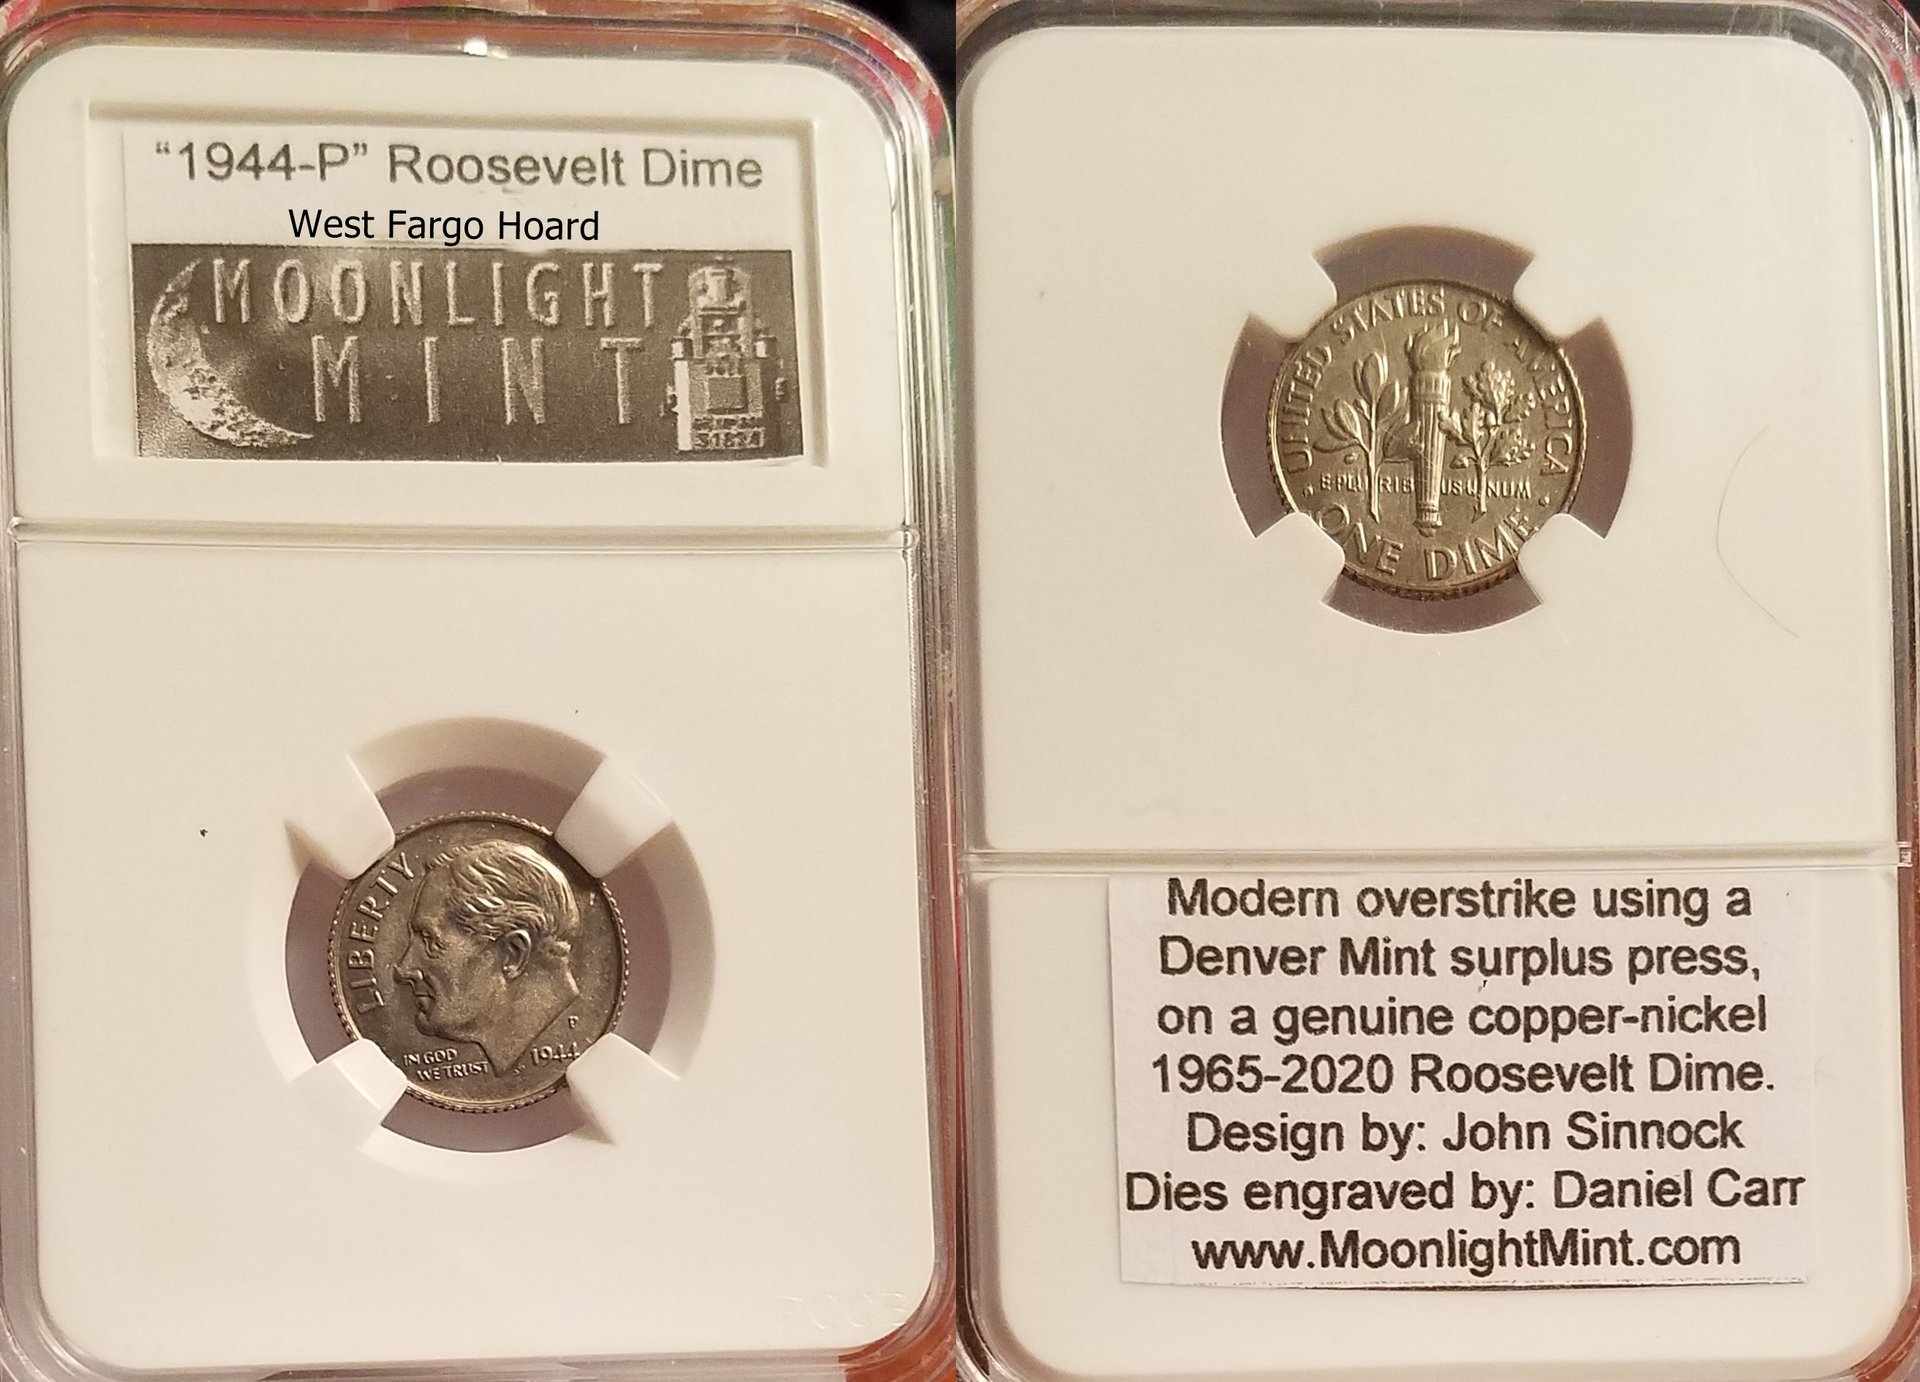 “1944-P” Roosevelt Dime
West Fargo Hoard
MOONLIGHT
MINT
LIBERTY
P
IN GOD
WE TRUST
JS
1944
UNITED STATES OF AMERICA
E PLURIBUS UNUM
ONE DIME
Modern overstrike using a
Denver Mint surplus press,
on a genuine copper-nickel
1965-2020 Roosevelt Dime.
Design by: John Sinnock
Dies engraved by: Daniel Carr
www.MoonlightMint.com